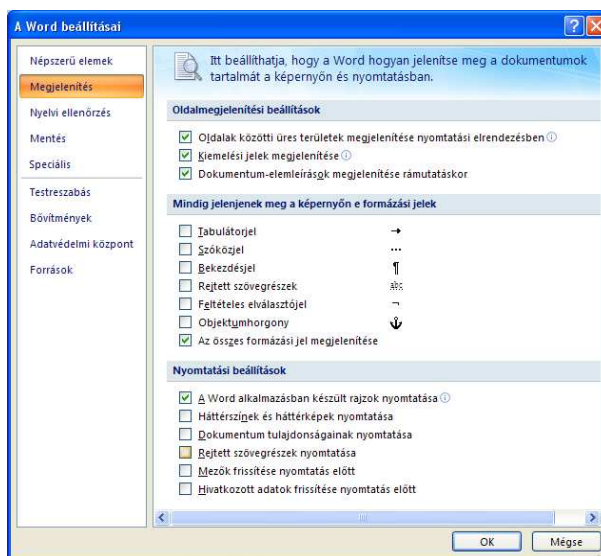 A Word beállításai
Népszerű elemek
Megjelenítés
Nyelvi ellenőrzés
Mentés
Speciális
Testreszabás
Bővítmények
Adatvédelmi központ
Források
Itt beállíthatja, hogy a Word hogyan jelenítse meg a dokumentumok
tartalmát a képernyőn és nyomtatásban.
Oldalmegjelenítési beállítások
Oldalak közötti üres területek megjelenítése nyomtatási elrendezésben
Kiemelési jelek megjelenítése
Dokumentum-elemleírások megjelenítése rámutatáskor
Mindig jelenjenek meg a képernyőn e formázási jelek
Tabulátorjel →
Szóközjel ···
Bekezdésjel ¶
Rejtett szövegrészek abc
Feltételes elválasztójel ¬
Objektumhorgony
Az összes formázási jel megjelenítése
Nyomtatási beállítások
A Word alkalmazásban készült rajzok nyomtatása
Háttérszínek és háttérképek nyomtatása
Dokumentum tulajdonságainak nyomtatása
Rejtett szövegrészek nyomtatása
Mezők frissítése nyomtatás előtt
Hivatkozott adatok frissítése nyomtatás előtt
OK Mégse